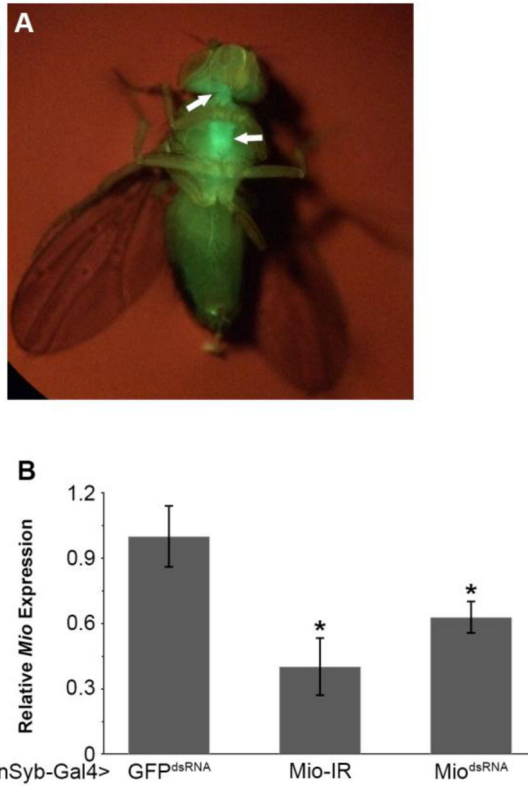 A
B
Relative Mio Expression
1.2
0.9
0.6
0.3
0
*
*
nSyb-Gal4> GFPdsRNA Mio-IR MiodsRNA